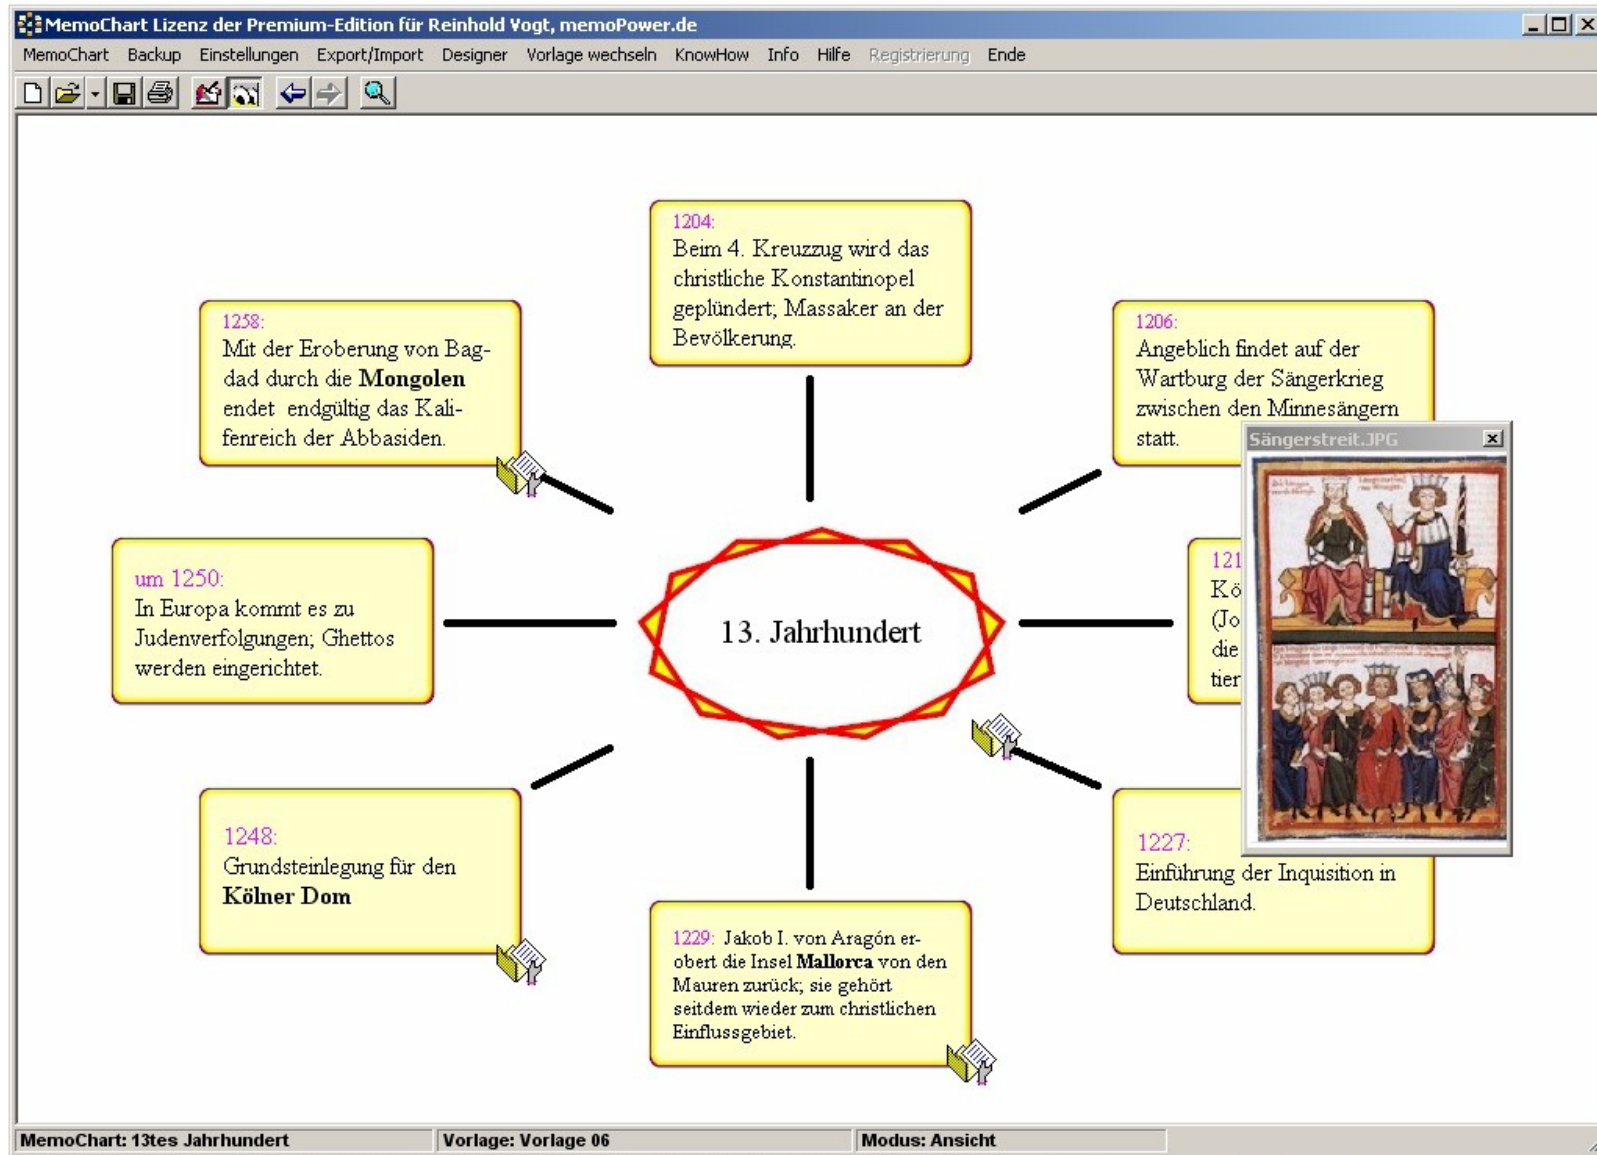 MemoChart Lizenz der Premium-Edition für Reinhold Vogt, memoPower.de
MemoChart Backup Einstellungen Export/Import Designer Vorlage wechseln KnowHow Info Hilfe Registrierung Ende
1204:
Beim 4. Kreuzzug wird das
christliche Konstantinopel
geplündert; Massaker an der
Bevölkerung.
1206:
Angeblich findet auf der
Wartburg der Sängerkrieg
zwischen den Minnesängern
statt.
Sängerstreit.JPG
121
Kö
(Jo
die
tier
1227:
Einführung der Inquisition in
Deutschland.
1229: Jakob I. von Aragón er-
obert die Insel Mallorca von den
Mauren zurück; sie gehört
seitdem wieder zum christlichen
Einflussgebiet.
1248:
Grundsteinlegung für den
Kölner Dom
um 1250:
In Europa kommt es zu
Judenverfolgungen; Ghettos
werden eingerichtet.
1258:
Mit der Eroberung von Bag-
dad durch die Mongolen
endet endgültig das Kali-
fenreich der Abbasiden.
13. Jahrhundert
MemoChart: 13tes Jahrhundert
Vorlage: Vorlage 06
Modus: Ansicht